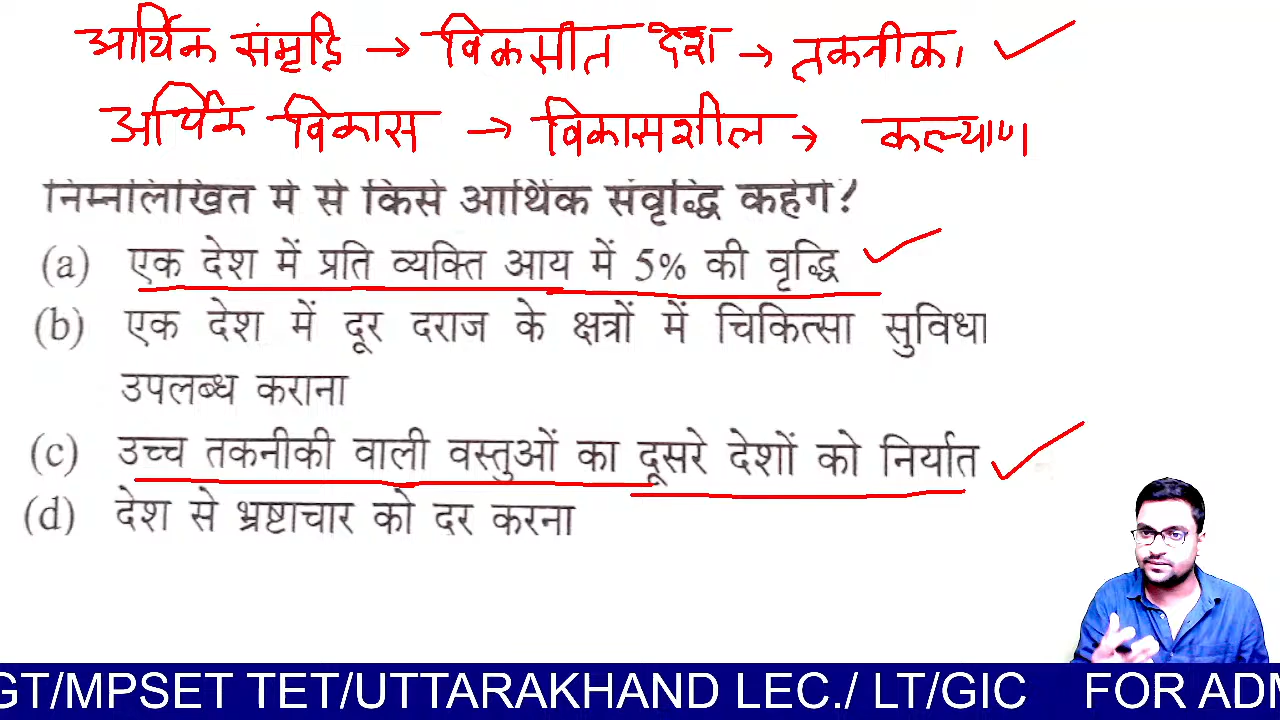 आर्थिक समृद्धि → विकसीत देश → तकनीक। ✓
आर्थिक विकास → विकासशील → कल्याण
निम्नलिखित में से किसे आर्थिक संवृद्धि कहेंगे?
(a) एक देश में प्रति व्यक्ति आय में 5% की वृद्धि ✓
(b) एक देश में दूर दराज के क्षत्रों में चिकित्सा सुविधा
उपलब्ध कराना
(c) उच्च तकनीकी वाली वस्तुओं का दूसरे देशों को निर्यात ✓
(d) देश से भ्रष्टाचार को दर करना
GT/MPSET TET/UTTARAKHAND LEC./ LT/GIC FOR ADM